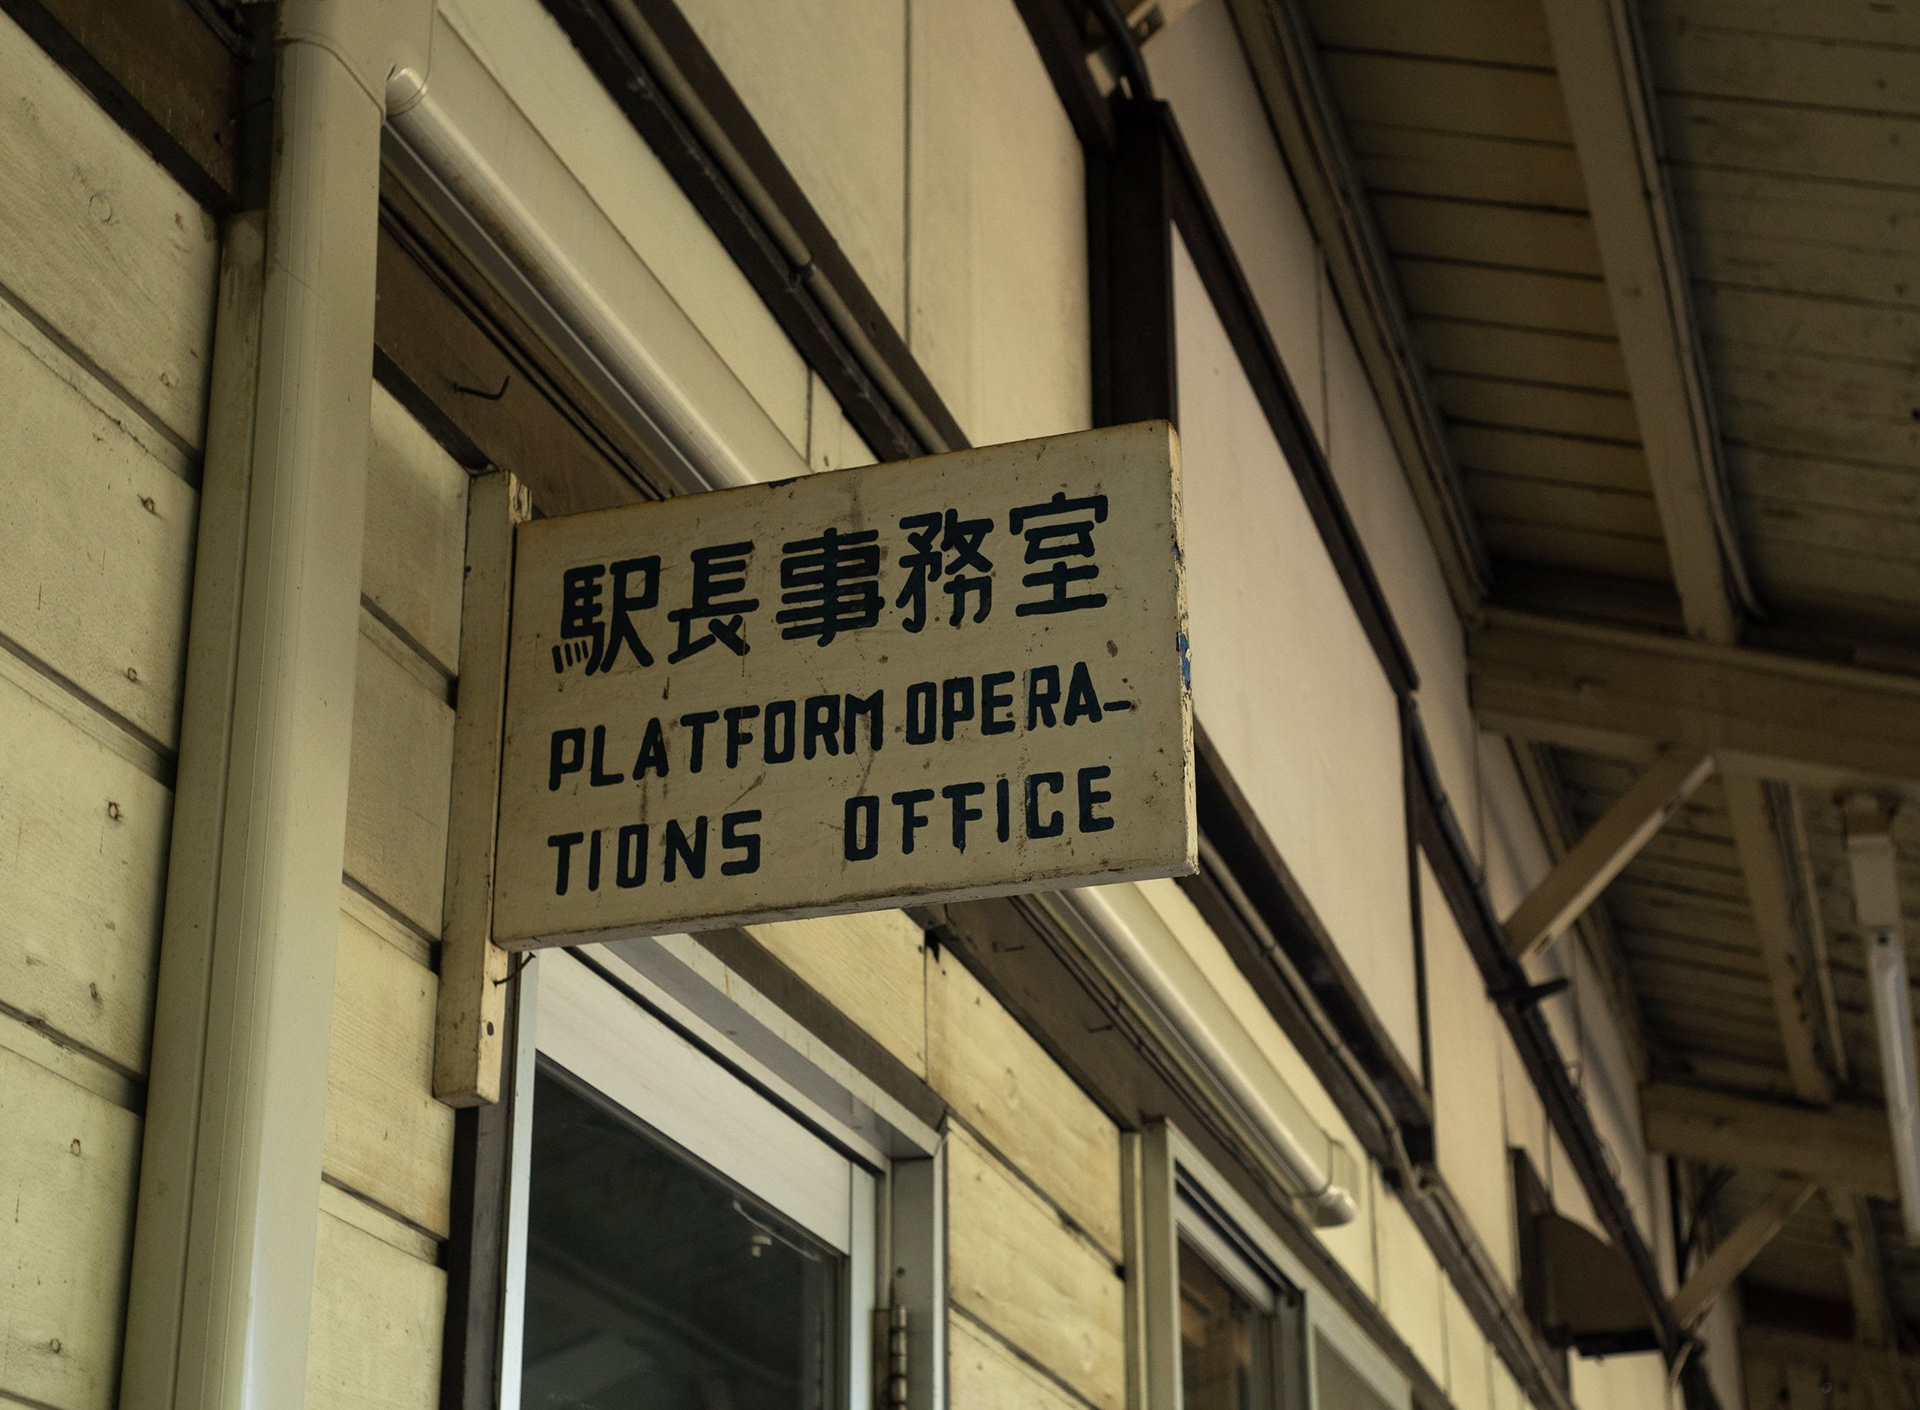 駅長事務室
PLATFORM OPERA-
TIONS OFFICE